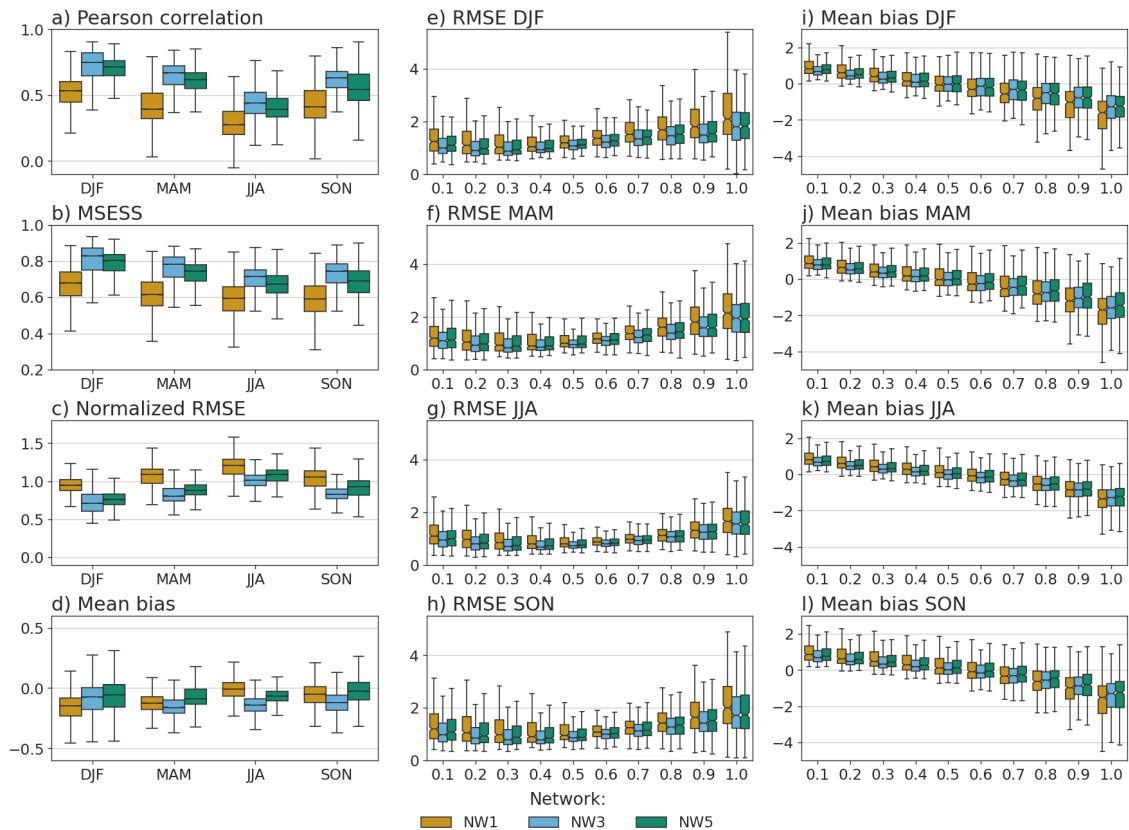 a) Pearson correlation
1.0
0.5
0.0
DJF MAM JJA SON
b) MSESS
1.0
0.8
0.6
0.4
0.2
DJF MAM JJA SON
c) Normalized RMSE
1.5
1.0
0.5
0.0
DJF MAM JJA SON
d) Mean bias
0.5
0.0
−0.5
DJF MAM JJA SON
e) RMSE DJF
4
2
0
0.1 0.2 0.3 0.4 0.5 0.6 0.7 0.8 0.9 1.0
f) RMSE MAM
4
2
0
0.1 0.2 0.3 0.4 0.5 0.6 0.7 0.8 0.9 1.0
g) RMSE JJA
4
2
0
0.1 0.2 0.3 0.4 0.5 0.6 0.7 0.8 0.9 1.0
h) RMSE SON
4
2
0
0.1 0.2 0.3 0.4 0.5 0.6 0.7 0.8 0.9 1.0
i) Mean bias DJF
2
0
−2
−4
0.1 0.2 0.3 0.4 0.5 0.6 0.7 0.8 0.9 1.0
j) Mean bias MAM
2
0
−2
−4
0.1 0.2 0.3 0.4 0.5 0.6 0.7 0.8 0.9 1.0
k) Mean bias JJA
2
0
−2
−4
0.1 0.2 0.3 0.4 0.5 0.6 0.7 0.8 0.9 1.0
l) Mean bias SON
2
0
−2
−4
0.1 0.2 0.3 0.4 0.5 0.6 0.7 0.8 0.9 1.0
Network:
NW1 NW3 NW5